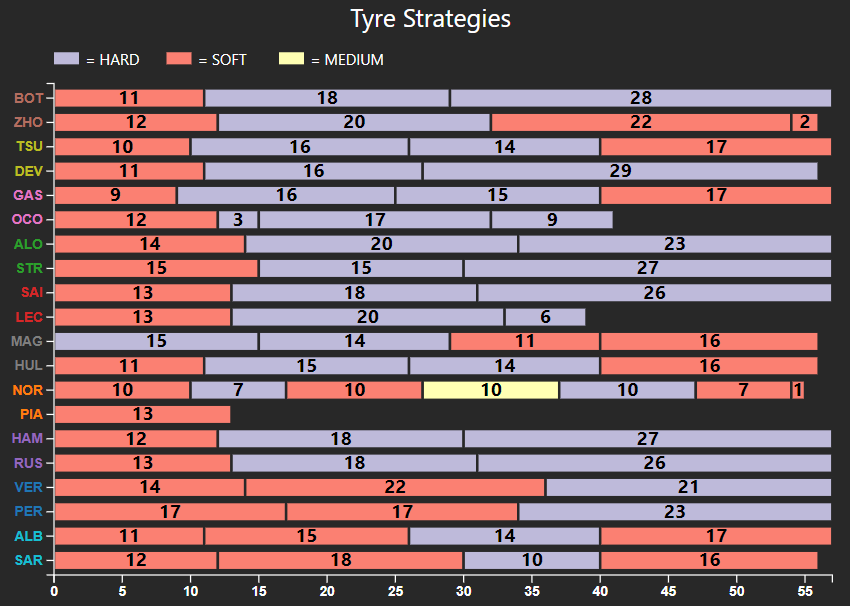 Tyre Strategies
= HARD = SOFT = MEDIUM
BOT 11 18 28
ZHO 12 20 22 2
TSU 10 16 14 17
DEV 11 16 29
GAS 9 16 15 17
OCO 12 3 17 9
ALO 14 20 23
STR 15 15 27
SAI 13 18 26
LEC 13 20 6
MAG 15 14 11 16
HUL 11 15 14 16
NOR 10 7 10 10 10 7 1
PIA 13
HAM 12 18 27
RUS 13 18 26
VER 14 22 21
PER 17 17 23
ALB 11 15 14 17
SAR 12 18 10 16
0 5 10 15 20 25 30 35 40 45 50 55